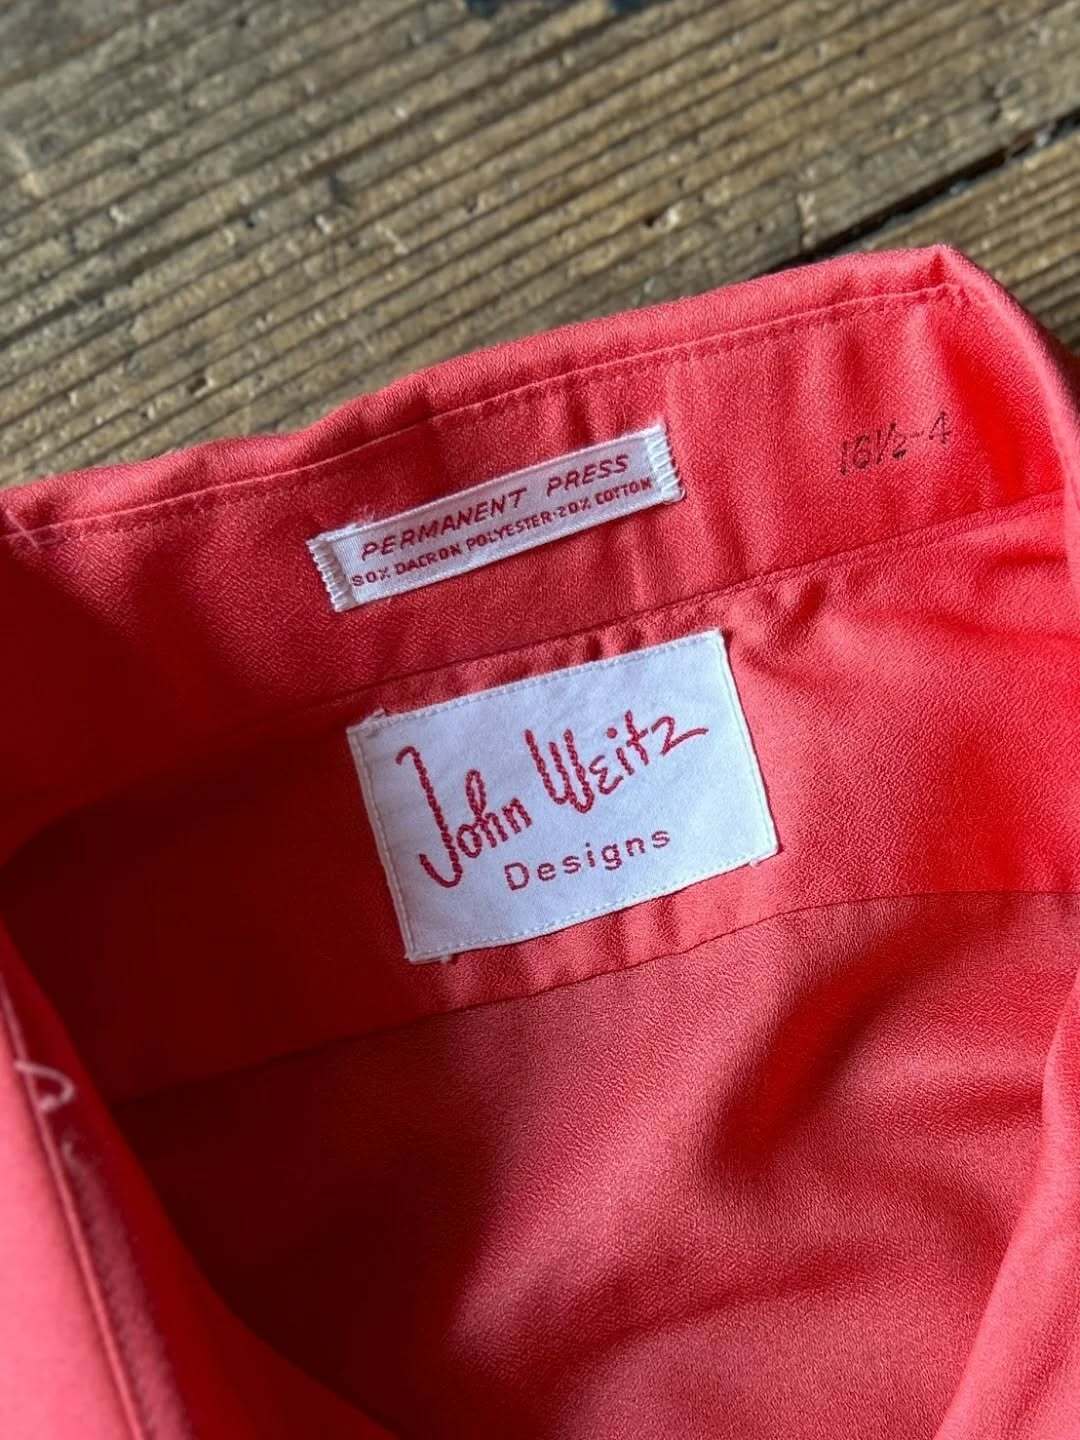 16½-4
PERMANENT PRESS
80% DACRON POLYESTER-20% COTTON
John Weitz
Designs